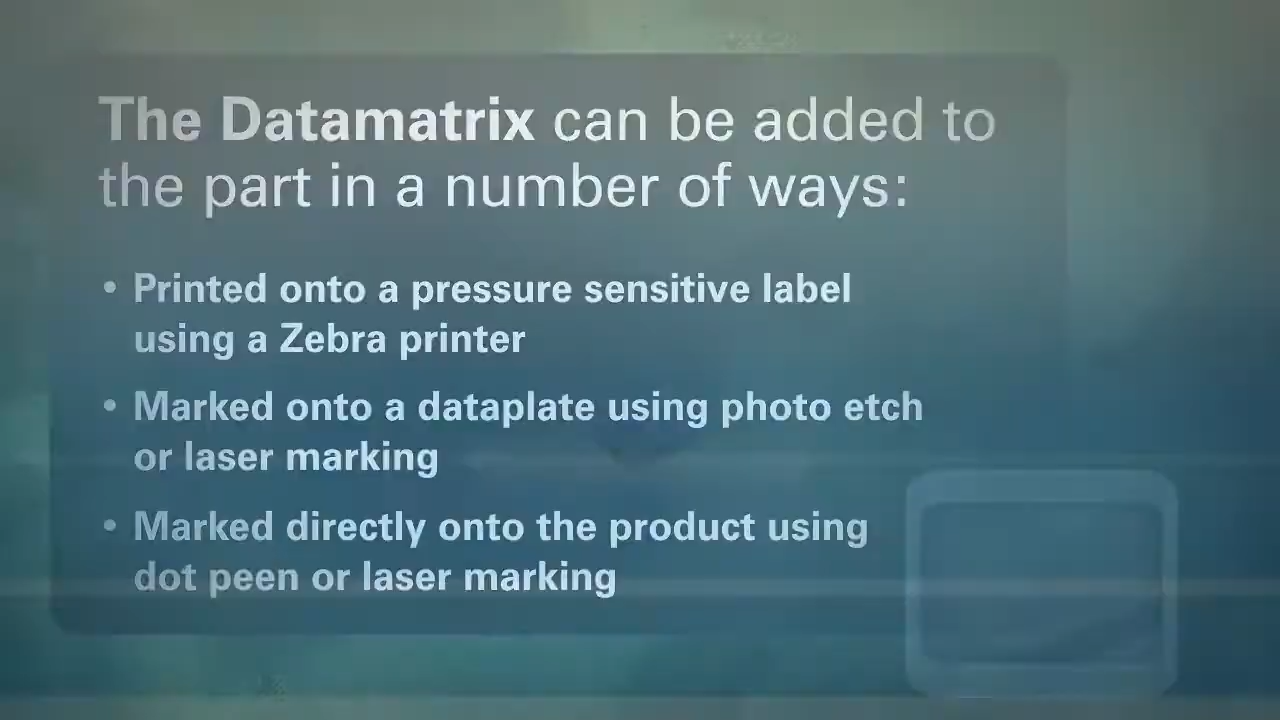 The Datamatrix can be added to
the part in a number of ways:
• Printed onto a pressure sensitive label
using a Zebra printer
• Marked onto a dataplate using photo etch
or laser marking
• Marked directly onto the product using
dot peen or laser marking